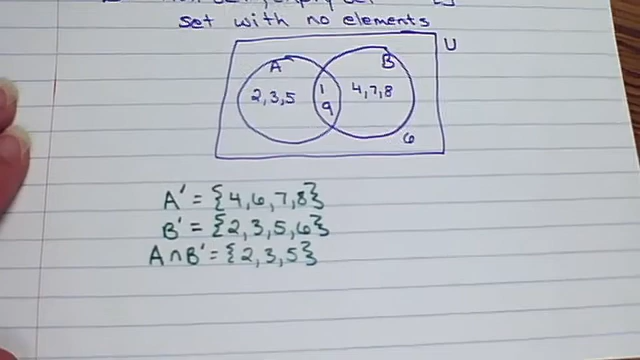 set with no elements
U
A
B
2,3,5
1
9
4,7,8
6
A' = {4,6,7,8}
B' = {2,3,5,6}
A∩B' = {2,3,5}